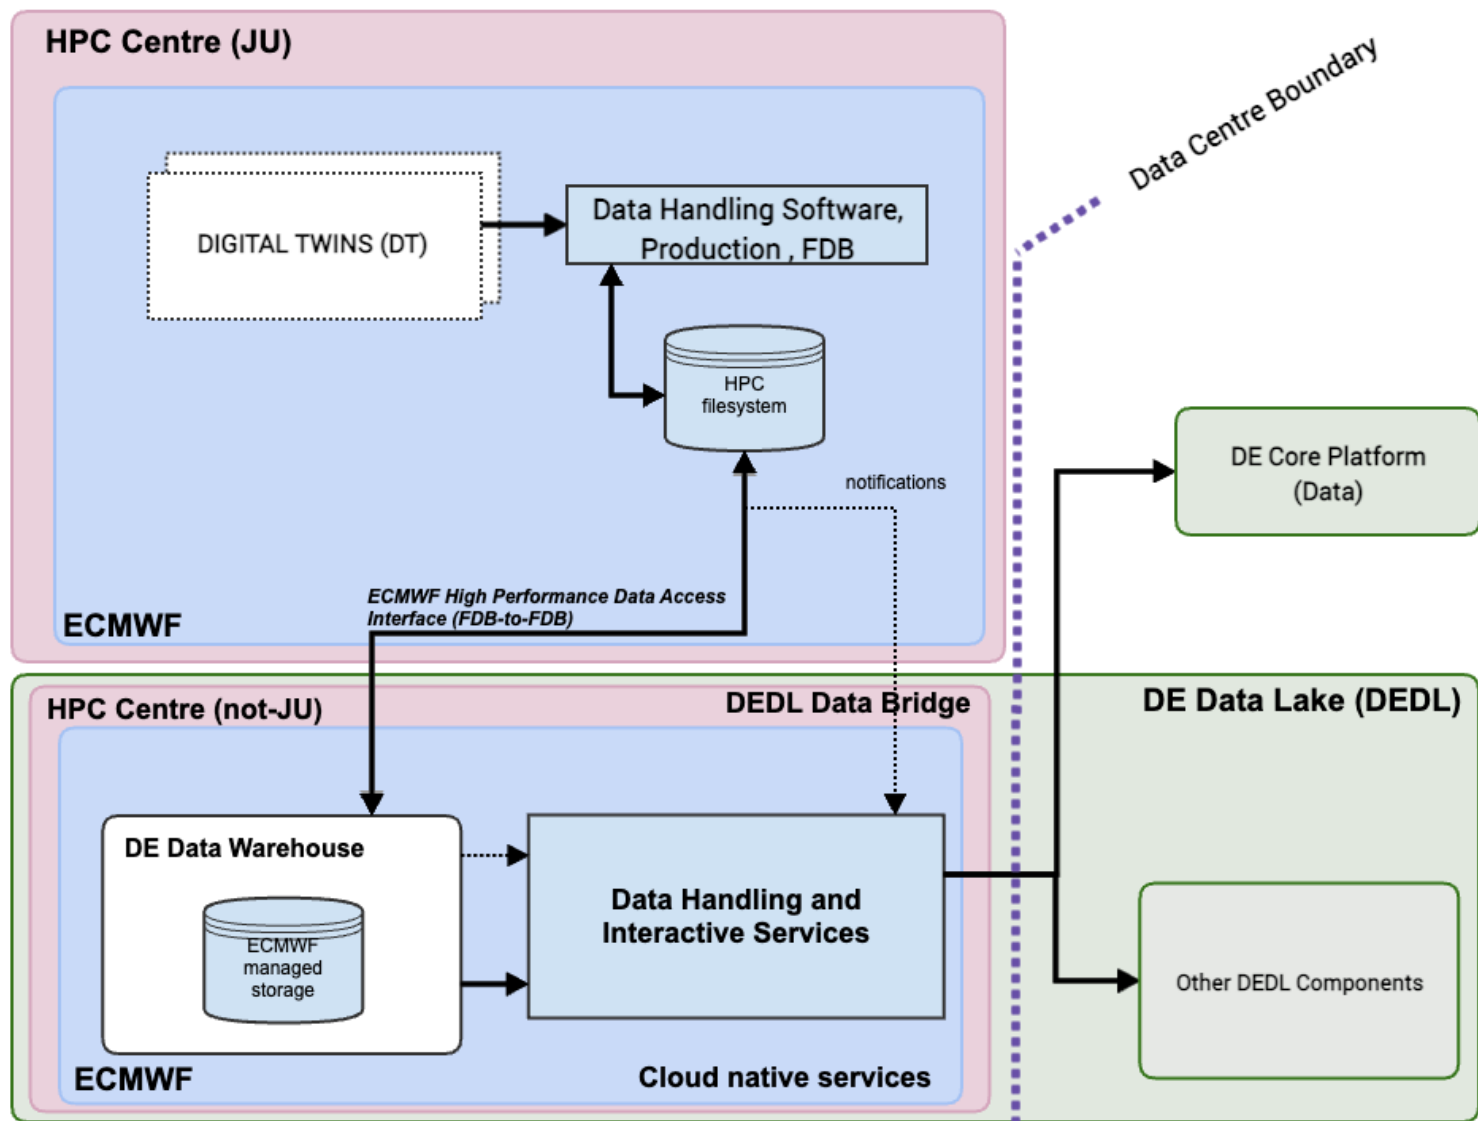 HPC Centre (JU)
Data Centre Boundary
DIGITAL TWINS (DT)
Data Handling Software,
Production , FDB
HPC
filesystem
notifications
DE Core Platform
(Data)
ECMWF High Performance Data Access
Interface (FDB-to-FDB)
ECMWF
HPC Centre (not-JU)
DEDL Data Bridge
DE Data Lake (DEDL)
DE Data Warehouse
ECMWF
managed
storage
Data Handling and
Interactive Services
Other DEDL Components
ECMWF
Cloud native services